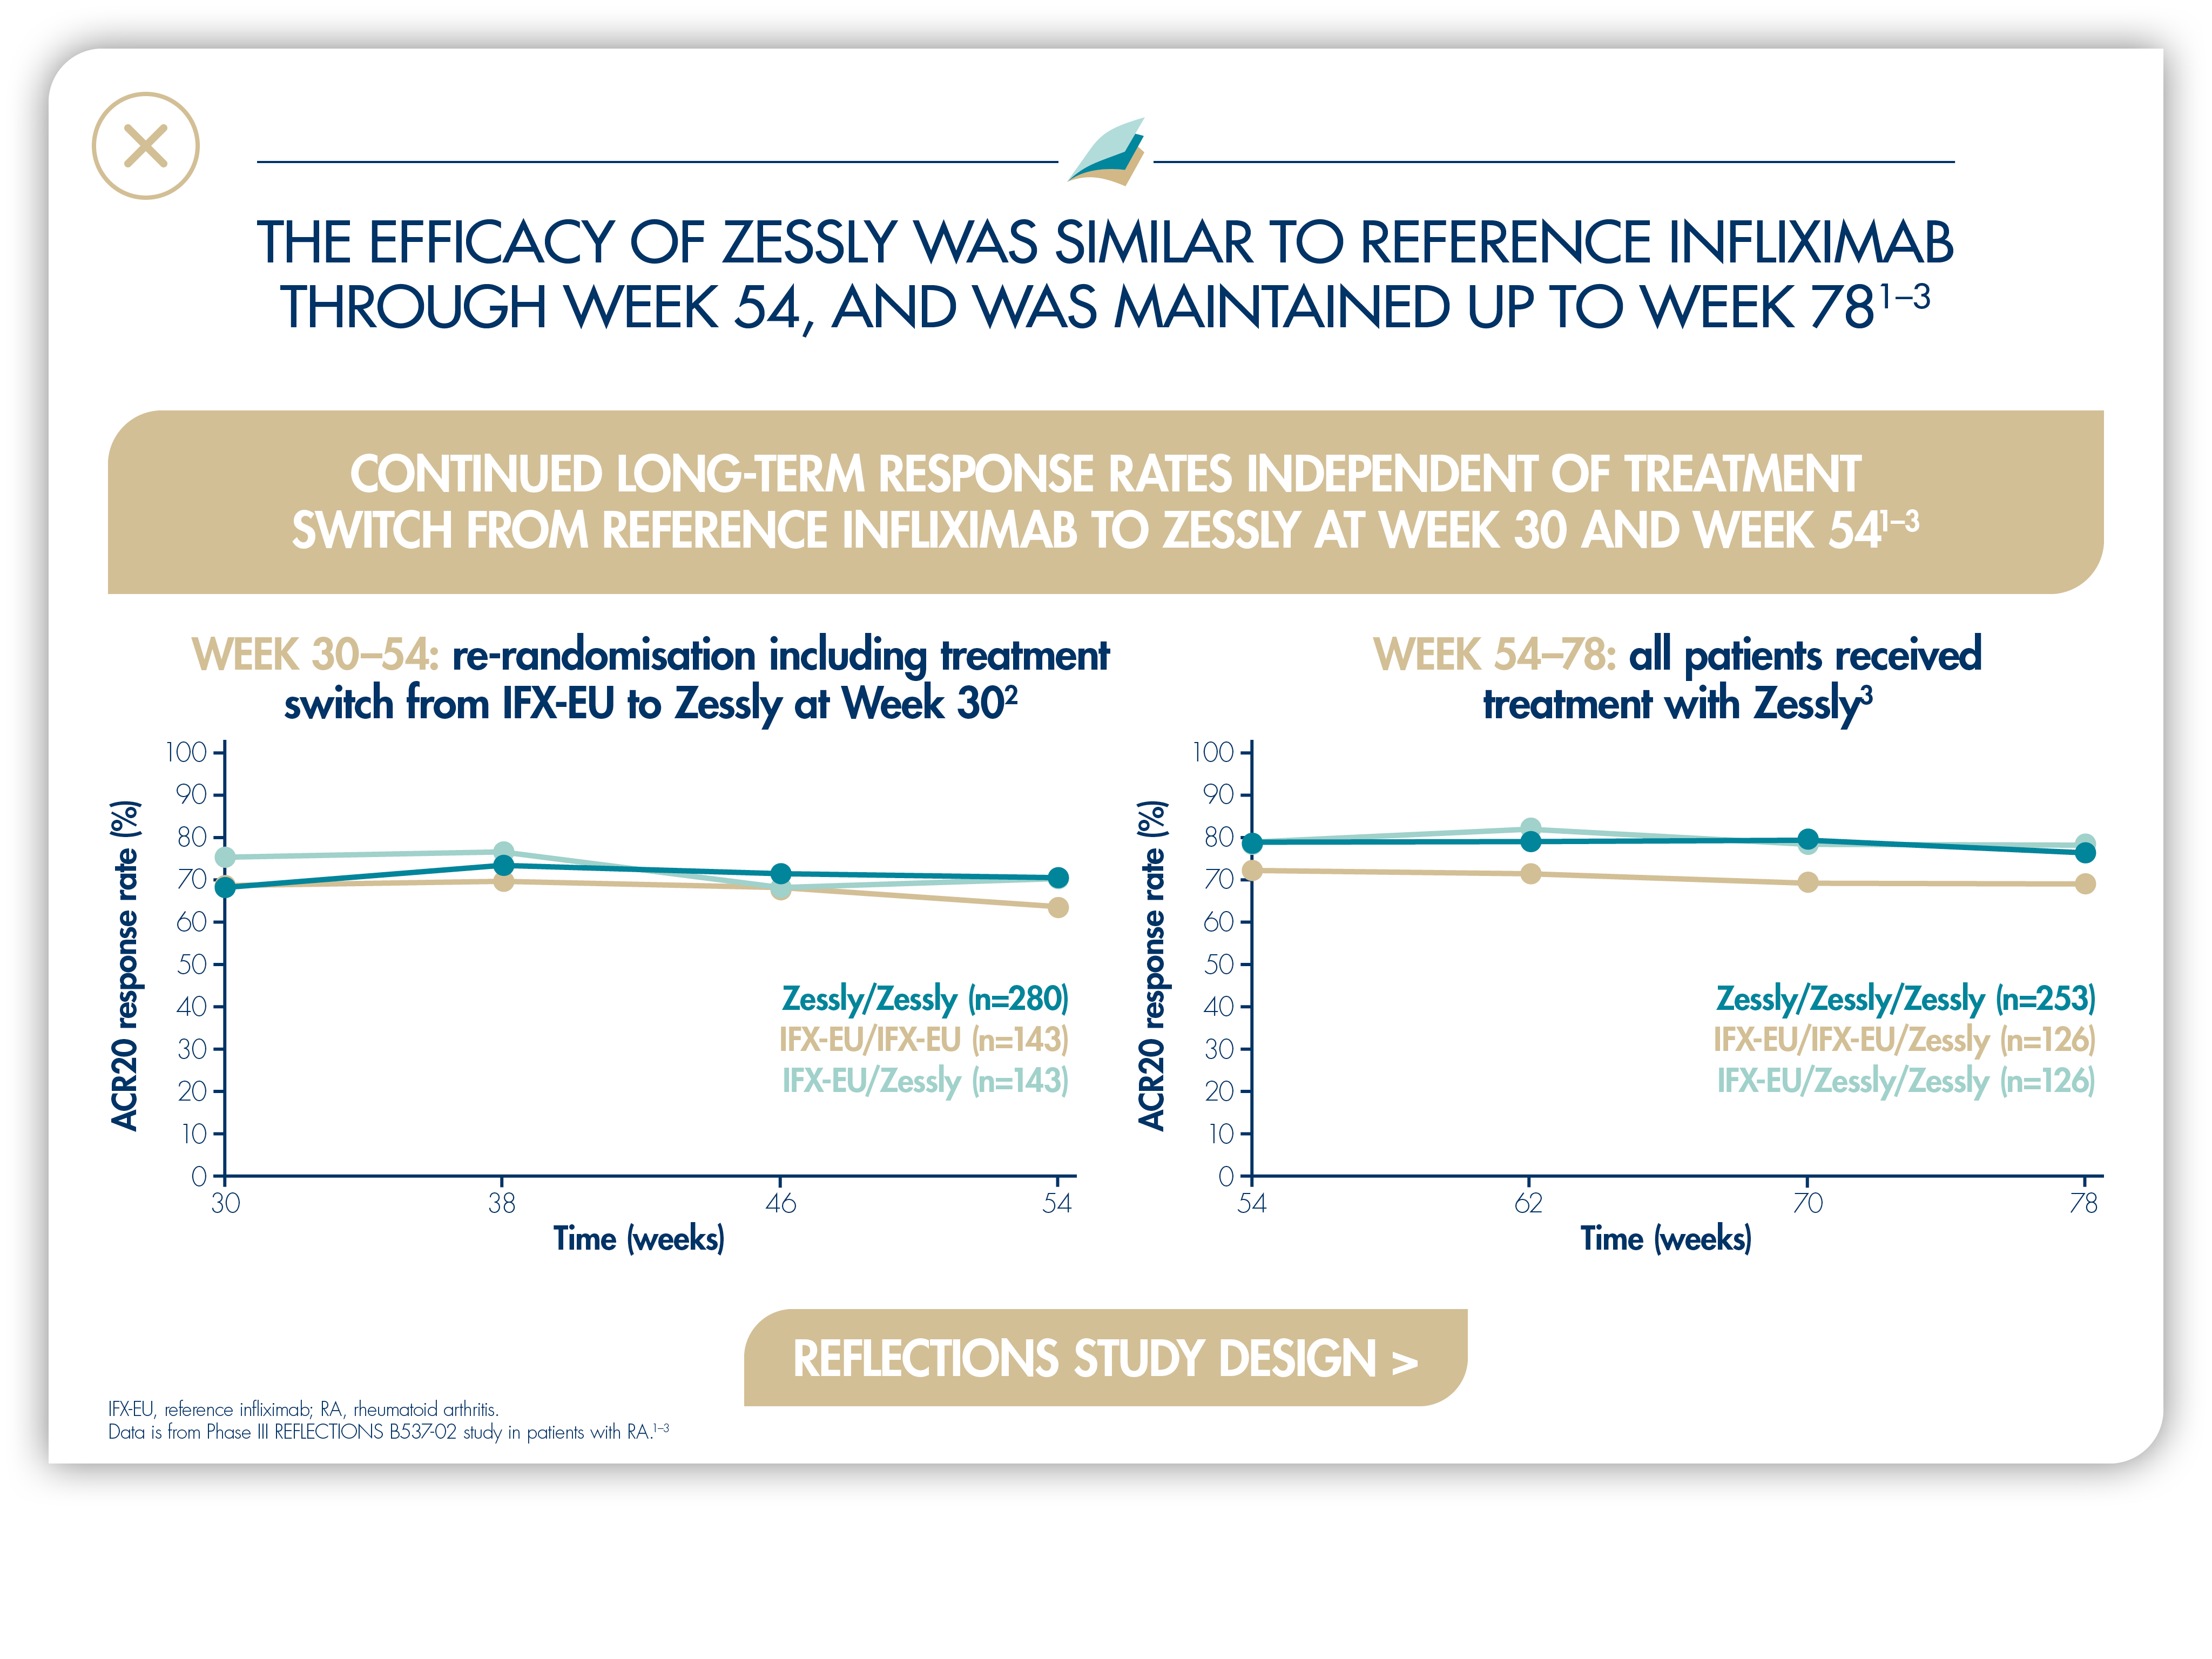 THE EFFICACY OF ZESSLY WAS SIMILAR TO REFERENCE INFLIXIMAB
THROUGH WEEK 54, AND WAS MAINTAINED UP TO WEEK 78¹⁻³
CONTINUED LONG-TERM RESPONSE RATES INDEPENDENT OF TREATMENT
SWITCH FROM REFERENCE INFLIXIMAB TO ZESSLY AT WEEK 30 AND WEEK 54¹⁻³
WEEK 30–54: re-randomisation including treatment
switch from IFX-EU to Zessly at Week 30²
ACR20 response rate (%)
100
90
80
70
60
50
40
30
20
10
0
Zessly/Zessly (n=280)
IFX-EU/IFX-EU (n=143)
IFX-EU/Zessly (n=143)
30 38 46 54
Time (weeks)
WEEK 54–78: all patients received
treatment with Zessly³
ACR20 response rate (%)
100
90
80
70
60
50
40
30
20
10
0
Zessly/Zessly/Zessly (n=253)
IFX-EU/IFX-EU/Zessly (n=126)
IFX-EU/Zessly/Zessly (n=126)
54 62 70 78
Time (weeks)
REFLECTIONS STUDY DESIGN >
IFX-EU, reference infliximab; RA, rheumatoid arthritis.
Data is from Phase III REFLECTIONS B537-02 study in patients with RA.¹⁻³